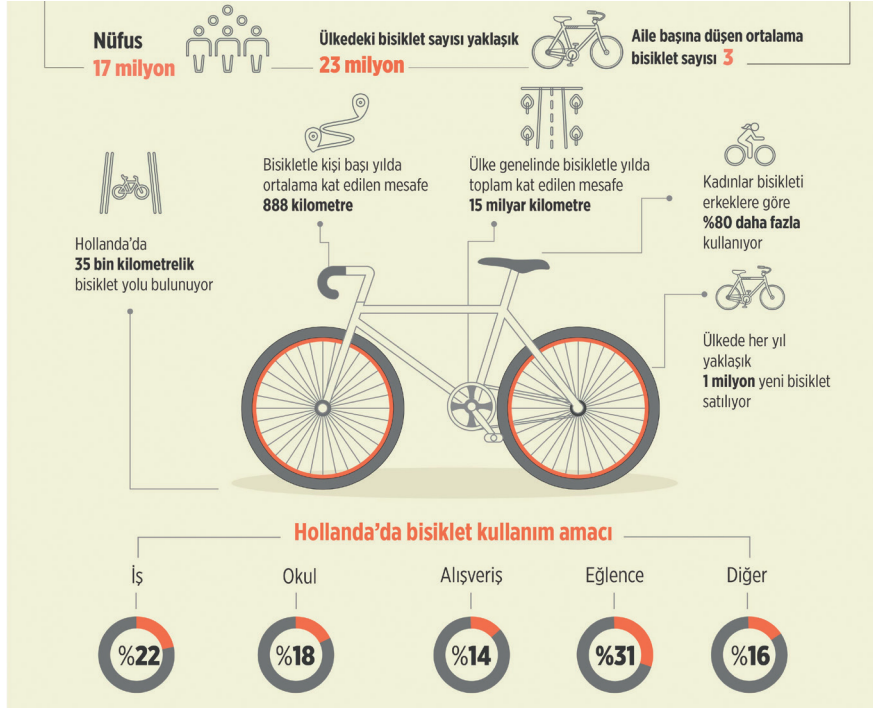 Nüfus
17 milyon
Ülkedeki bisiklet sayısı yaklaşık
23 milyon
Aile başına düşen ortalama
bisiklet sayısı 3
Bisikletle kişi başı yılda
ortalama kat edilen mesafe
888 kilometre
Ülke genelinde bisikletle yılda
toplam kat edilen mesafe
15 milyar kilometre
Kadınlar bisikleti
erkeklere göre
%80 daha fazla
kullanıyor
Hollanda'da
35 bin kilometrelik
bisiklet yolu bulunuyor
Ülkede her yıl
yaklaşık
1 milyon yeni bisiklet
satılıyor
Hollanda'da bisiklet kullanım amacı
İş
Okul
Alışveriş
Eğlence
Diğer
%22
%18
%14
%31
%16